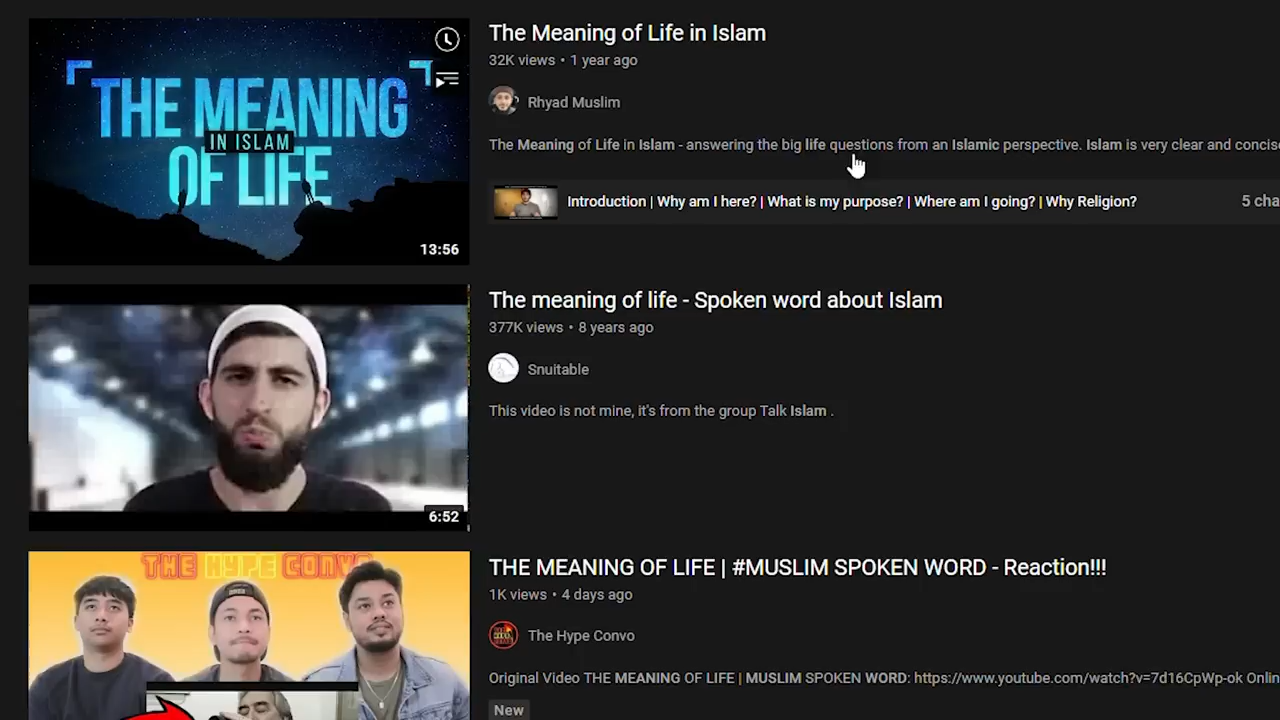 THE MEANING
IN ISLAM
OF LIFE
13:56
The Meaning of Life in Islam
32K views • 1 year ago
Rhyad Muslim
The Meaning of Life in Islam - answering the big life questions from an Islamic perspective. Islam is very clear and concise
Introduction | Why am I here? | What is my purpose? | Where am I going? | Why Religion?
5 cha
6:52
The meaning of life - Spoken word about Islam
377K views • 8 years ago
Snuitable
This video is not mine, it's from the group Talk Islam .
THE HYPE CONVO
THE MEANING OF LIFE | #MUSLIM SPOKEN WORD - Reaction!!!
1K views • 4 days ago
The Hype Convo
Original Video THE MEANING OF LIFE | MUSLIM SPOKEN WORD: https://www.youtube.com/watch?v=7d16CpWp-ok Onlin
New